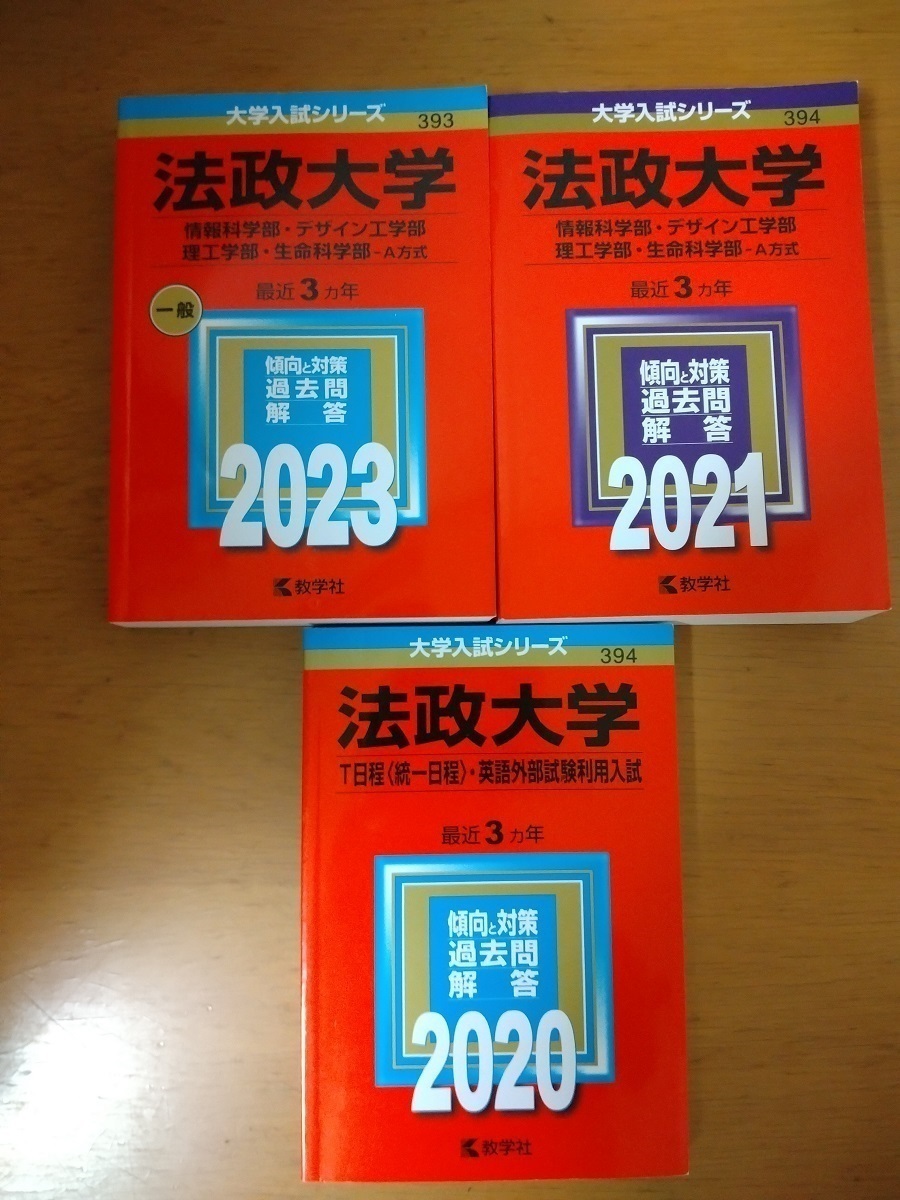 大学入試シリーズ
393
法政大学
情報科学部・デザイン工学部
理工学部・生命科学部-A方式
最近3カ年
一般
傾向と対策
過去問
解答
2023
教学社
大学入試シリーズ
394
法政大学
情報科学部・デザイン工学部
理工学部・生命科学部-A方式
最近3カ年
傾向と対策
過去問
解答
2021
教学社
大学入試シリーズ
394
法政大学
T日程〈統一日程〉・英語外部試験利用入試
最近3カ年
傾向と対策
過去問
解答
2020
教学社